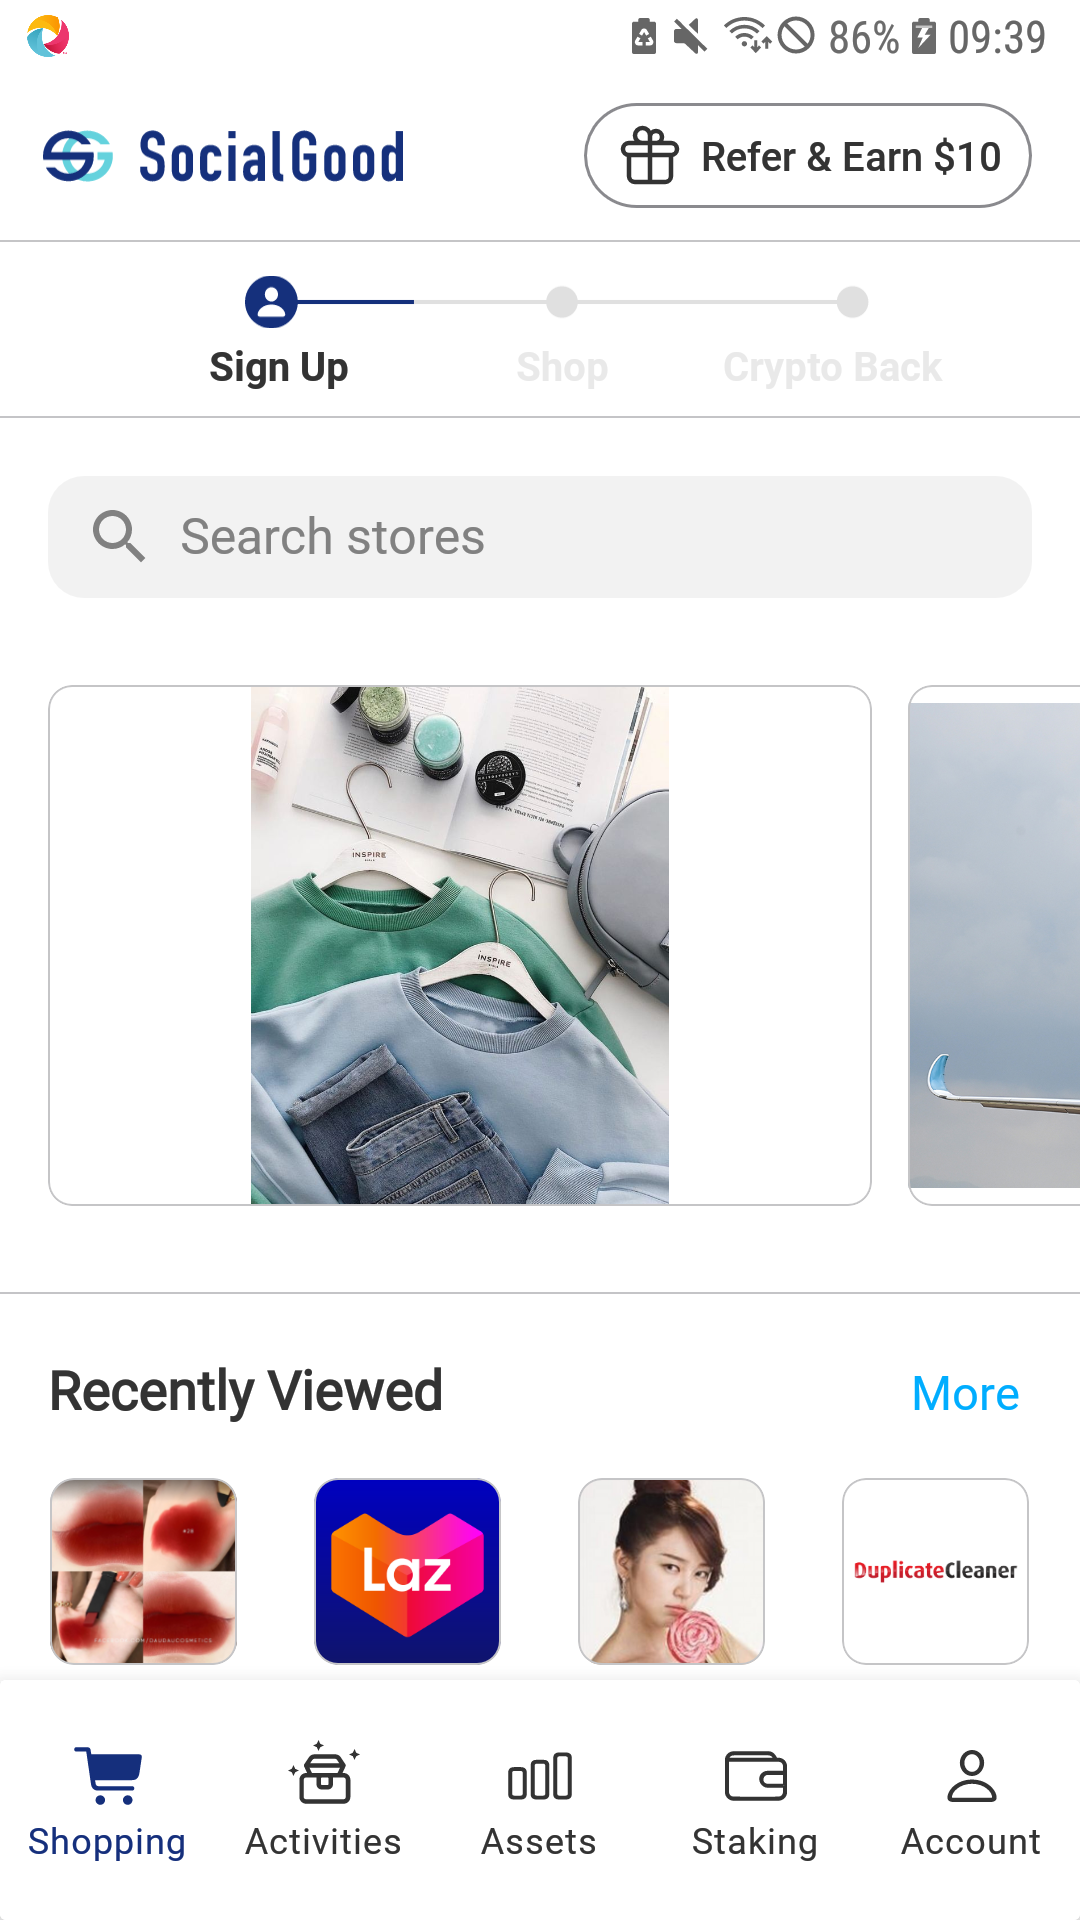 86% 09:39
SocialGood
Refer & Earn $10
Sign Up
Shop
Crypto Back
Search stores
INSPIRE
INSPIRE
Recently Viewed
More
Laz
DuplicateCleaner
Shopping
Activities
Assets
Staking
Account